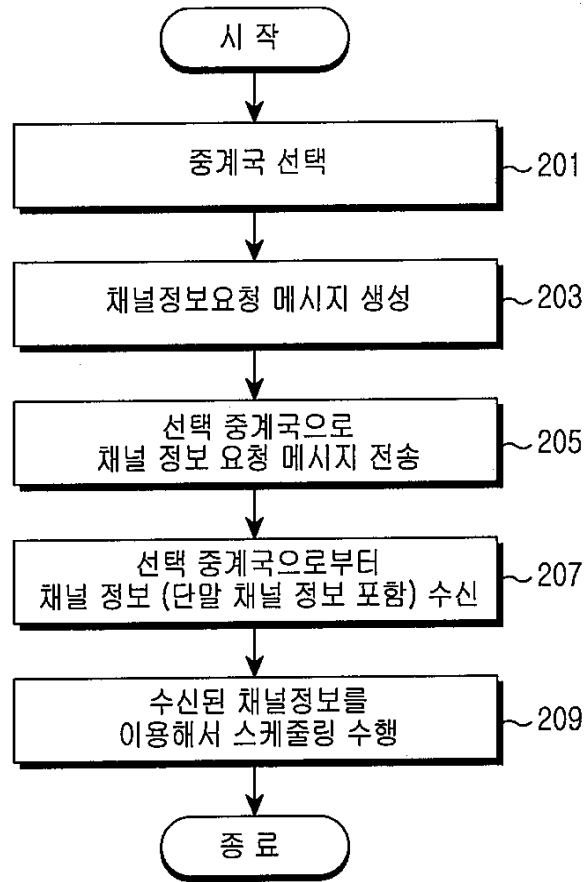 시 작
중계국 선택
201
채널정보요청 메시지 생성
203
선택 중계국으로
채널 정보 요청 메시지 전송
205
선택 중계국으로부터
채널 정보 (단말 채널 정보 포함) 수신
207
수신된 채널정보를
이용해서 스케줄링 수행
209
종 료